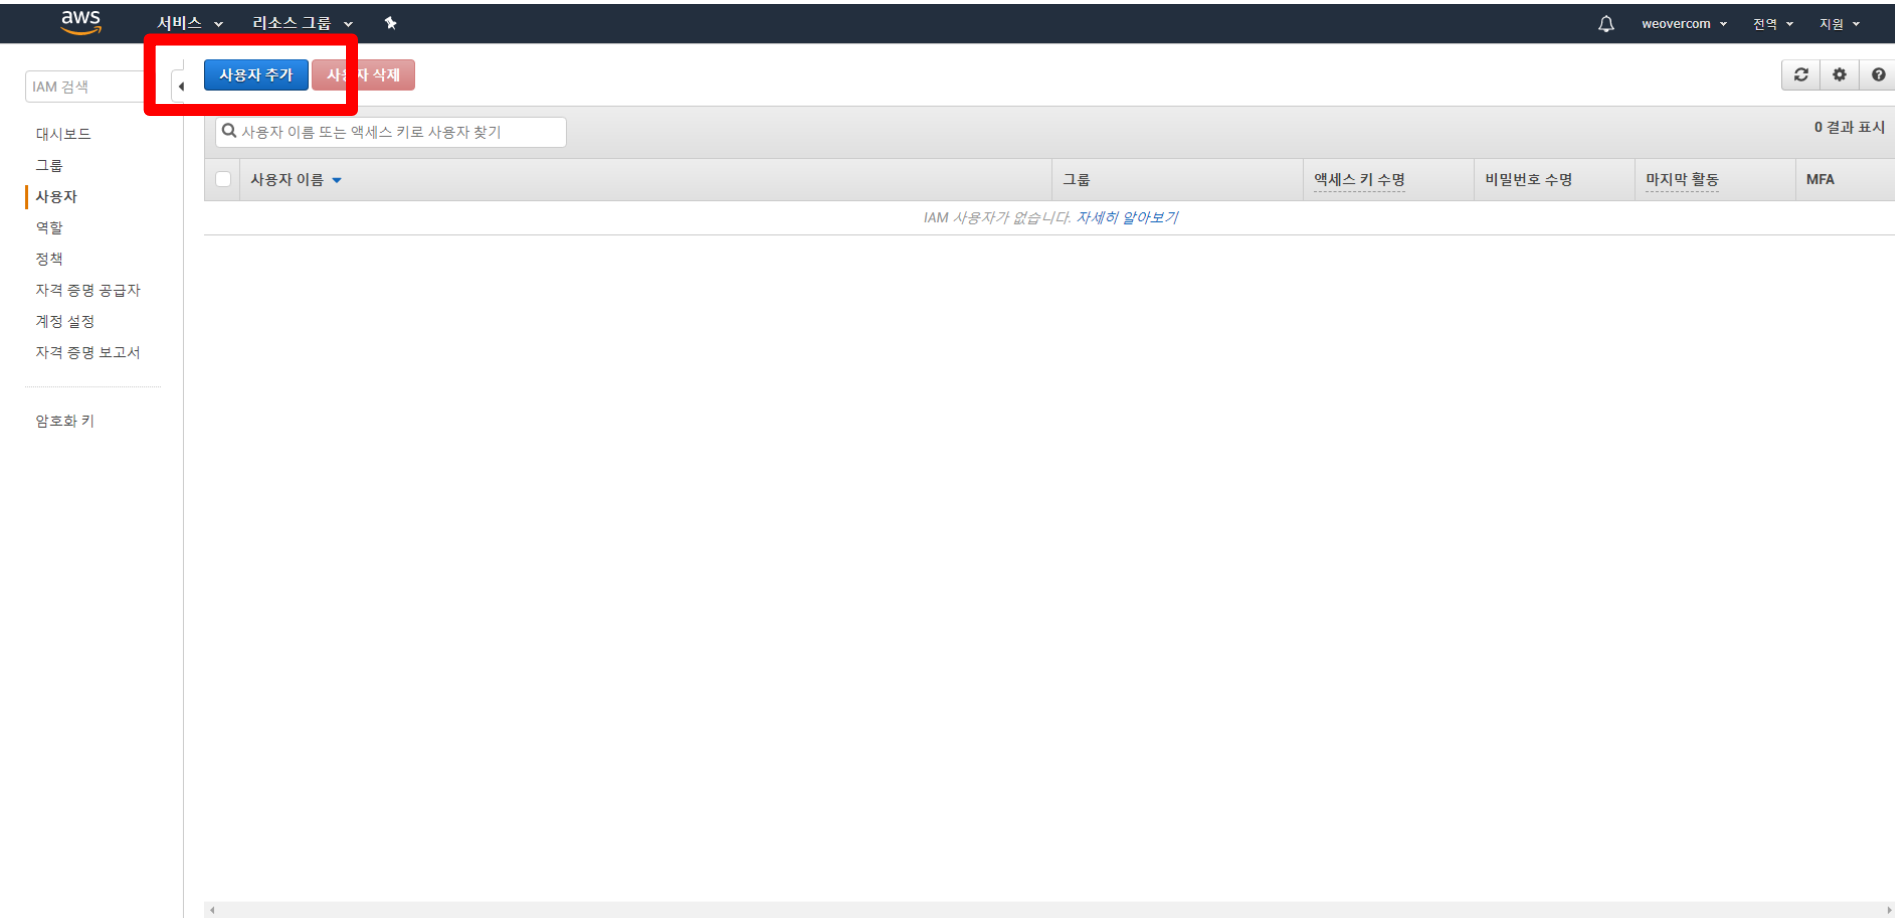 aws 서비스 리소스 그룹 weovercom 전역 지원
IAM 검색
사용자 추가 사용자 삭제
사용자 이름 또는 액세스 키로 사용자 찾기 0 결과 표시
사용자 이름 그룹 액세스 키 수명 비밀번호 수명 마지막 활동 MFA
IAM 사용자가 없습니다. 자세히 알아보기
대시보드
그룹
사용자
역할
정책
자격 증명 공급자
계정 설정
자격 증명 보고서
암호화 키